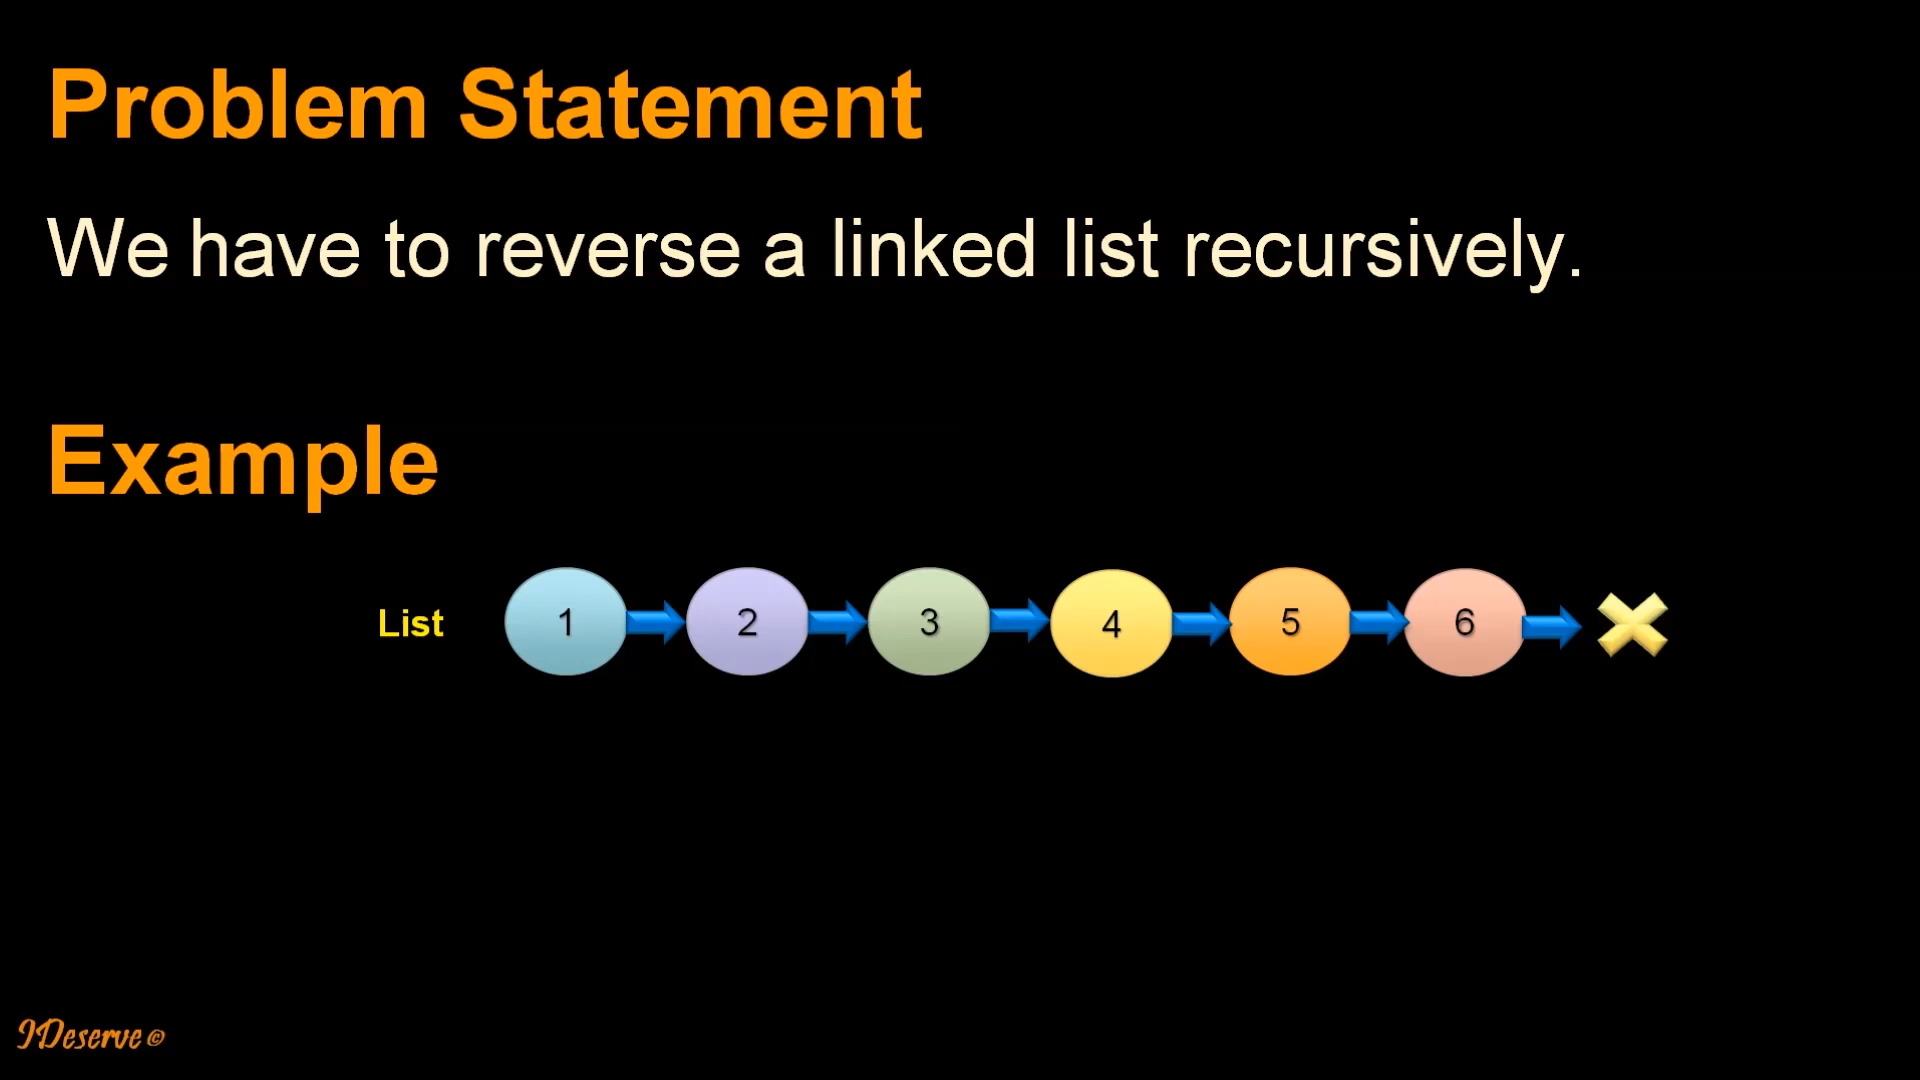 Problem Statement
We have to reverse a linked list recursively.
Example
List 1 2 3 4 5 6
IDeserve ©